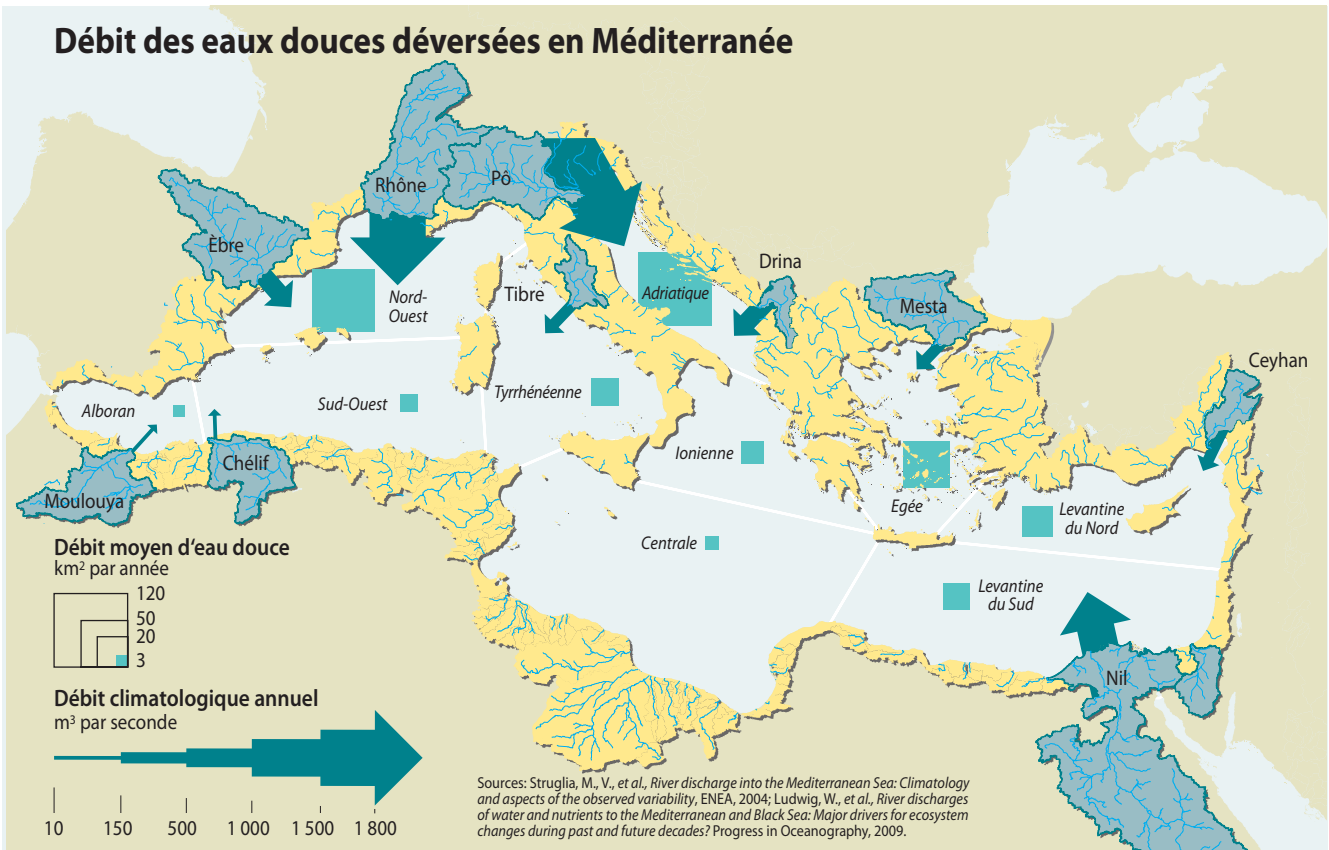 Débit des eaux douces déversées en Méditerranée
Rhône
Pô
Èbre
Drina
Nord-
Ouest
Tibre
Adriatique
Mesta
Ceyhan
Alboran
Sud-Ouest
Tyrrhénéenne
Ionienne
Chélif
Moulouya
Egée
Levantine
du Nord
Centrale
Levantine
du Sud
Nil
Débit moyen d‘eau douce
km² par année
120
50
20
3
Débit climatologique annuel
m³ par seconde
10 150 500 1 000 1 500 1 800
Sources: Struglia, M., V., et al., River discharge into the Mediterranean Sea: Climatology
and aspects of the observed variability, ENEA, 2004; Ludwig, W., et al., River discharges
of water and nutrients to the Mediterranean and Black Sea: Major drivers for ecosystem
changes during past and future decades? Progress in Oceanography, 2009.